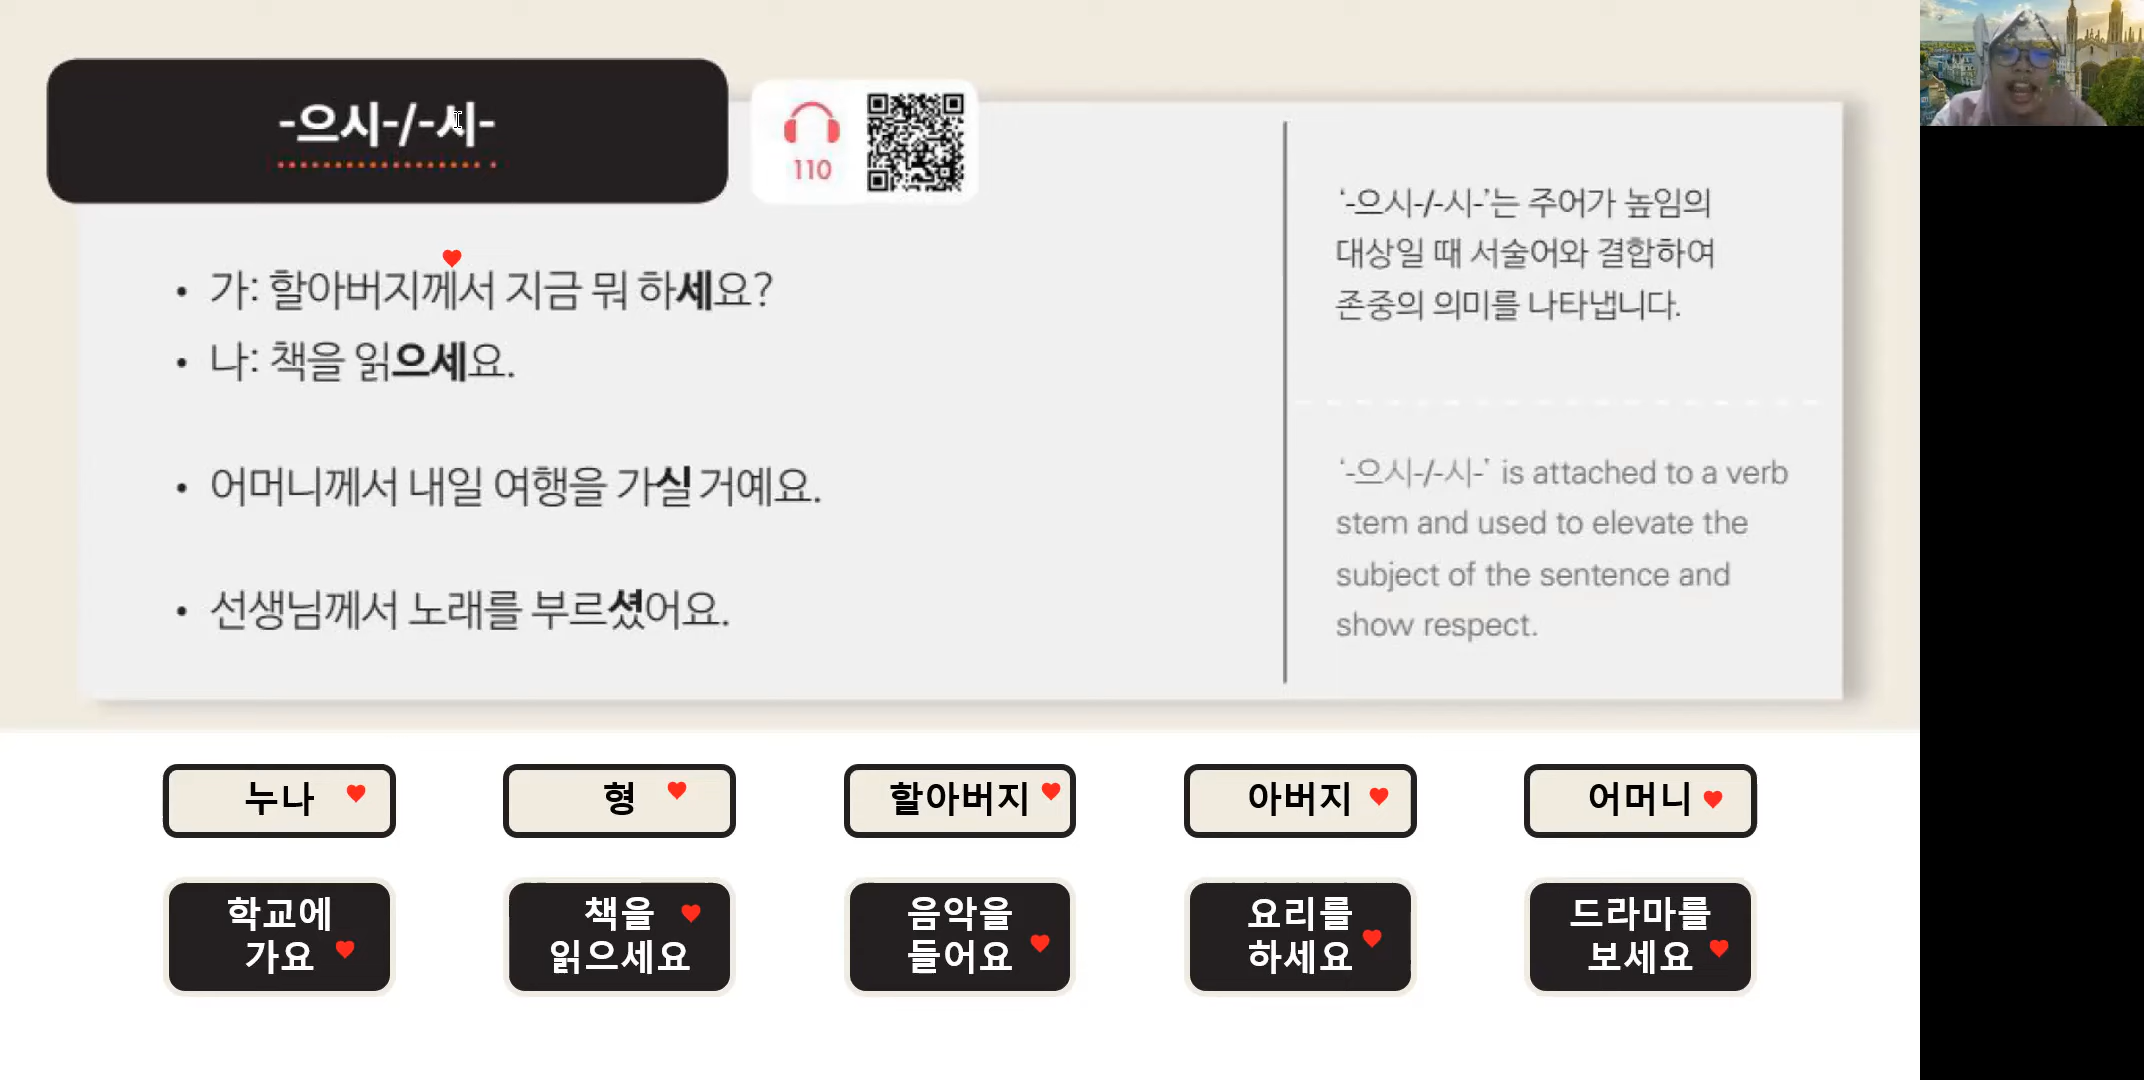 -으시-/-시-
110
• 가: 할아버지께서 지금 뭐 하세요?
• 나: 책을 읽으세요.
• 어머니께서 내일 여행을 가실 거예요.
• 선생님께서 노래를 부르셨어요.
‘-으시-/-시-’는 주어가 높임의
대상일 때 서술어와 결합하여
존중의 의미를 나타냅니다.
‘-으시-/-시-’ is attached to a verb
stem and used to elevate the
subject of the sentence and
show respect.
누나
형
할아버지
아버지
어머니
학교에
가요
책을
읽으세요
음악을
들어요
요리를
하세요
드라마를
보세요